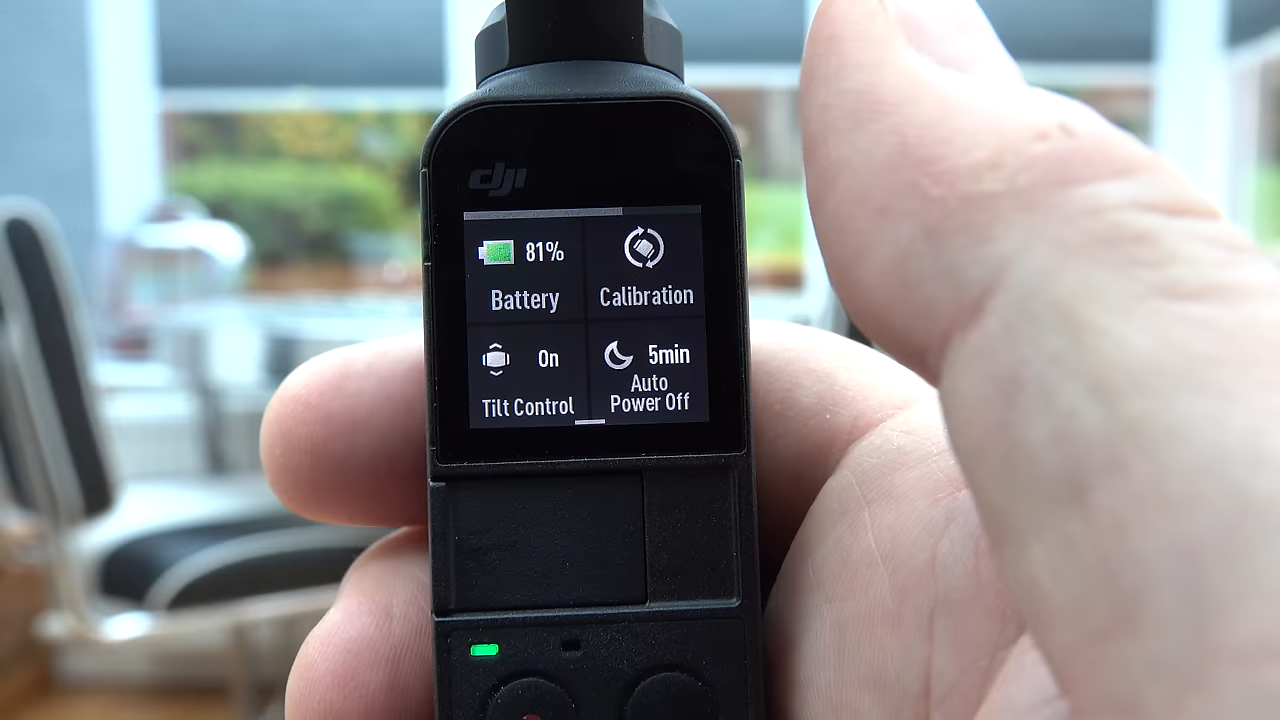 dji
81%
Battery
Calibration
On
Tilt Control
5min
Auto
Power Off